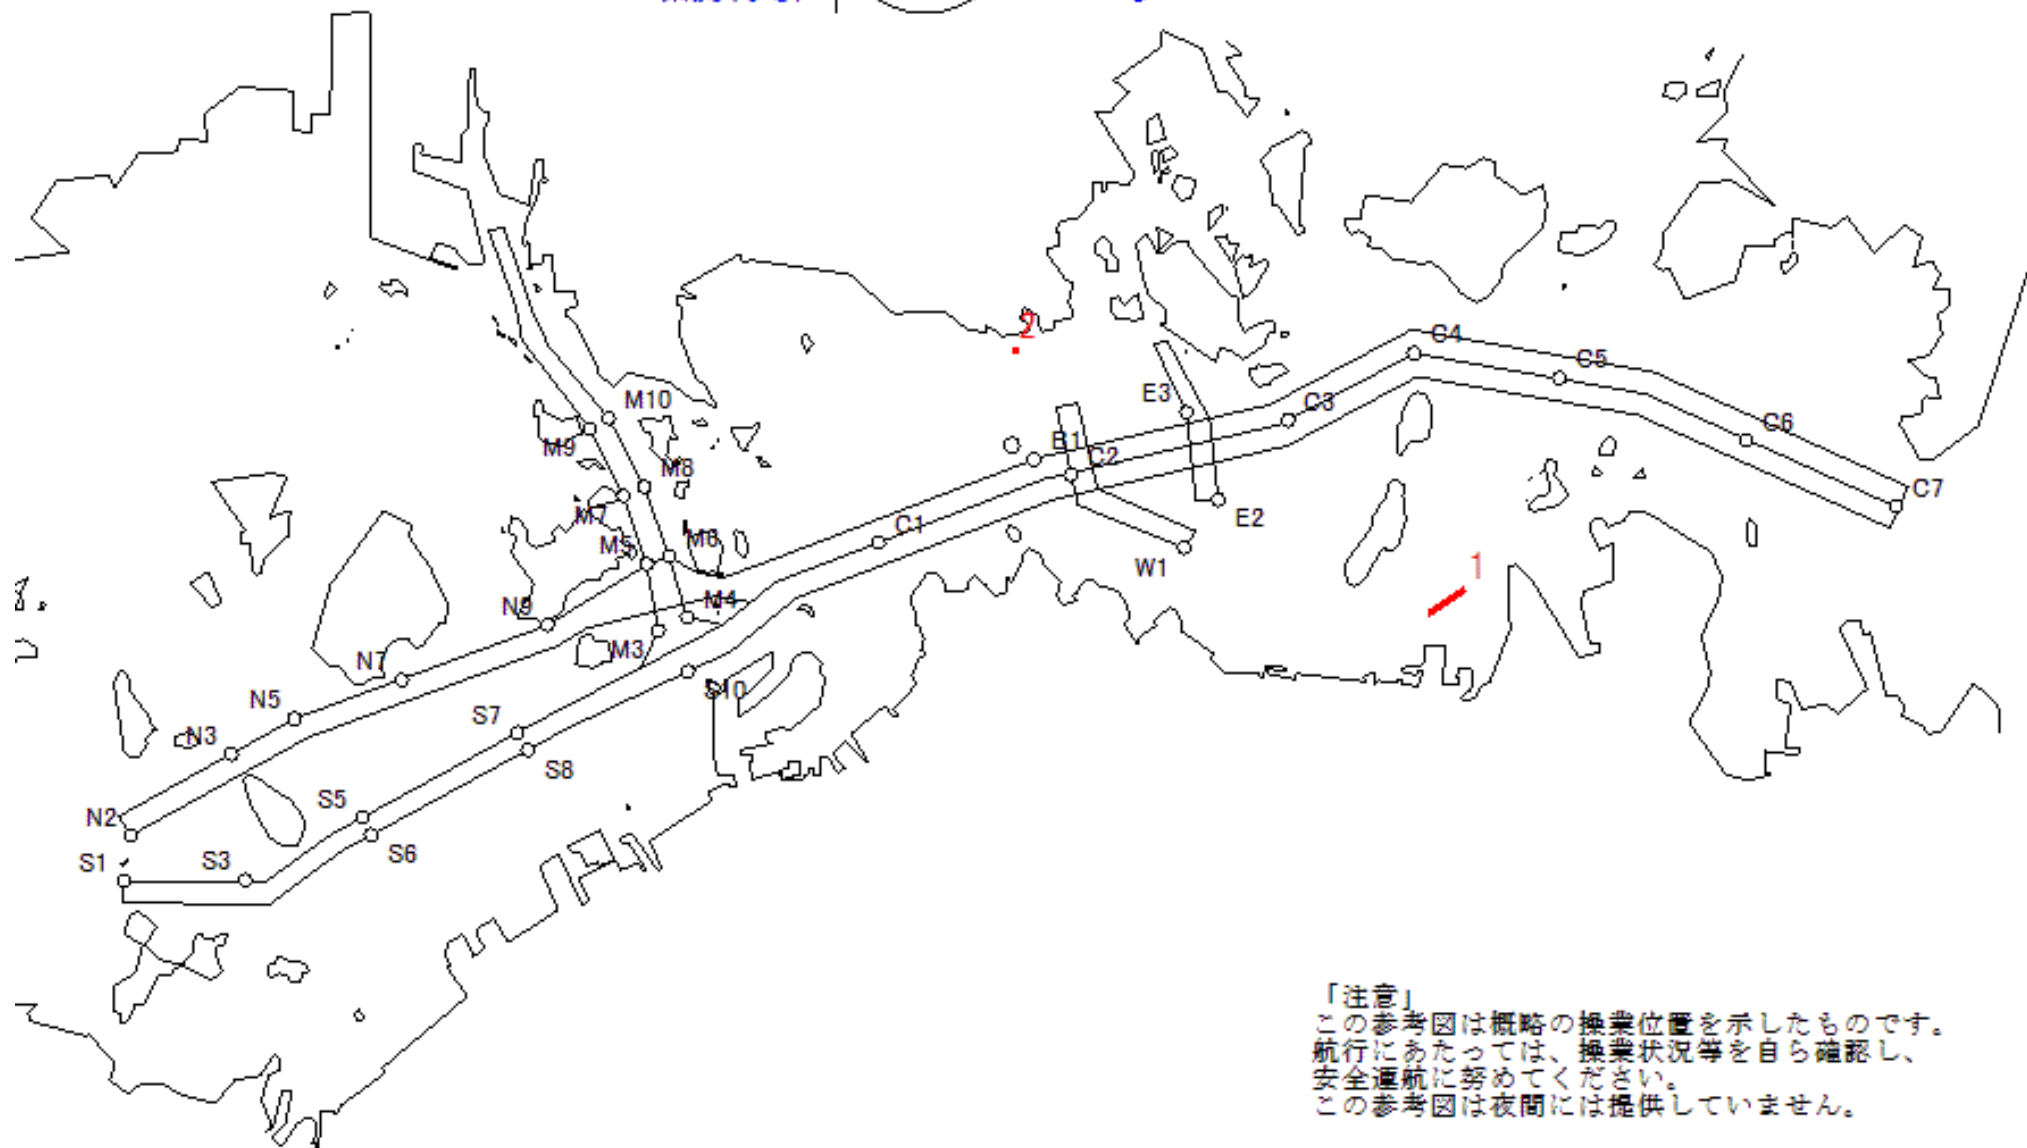 2
C4
C5
M10
E3
C3
C6
M9
B1
M8
C2
C7
M7
E2
C1
M5
M6
W1
1
N9
M4
M3
N7
S10
N5
S7
N3
S8
S5
N2
S6
S1
S3
「注意」
この参考図は概略の操業位置を示したものです。
航行にあたっては、操業状況等を自ら確認し、
安全運航に努めてください。
この参考図は夜間には提供していません。